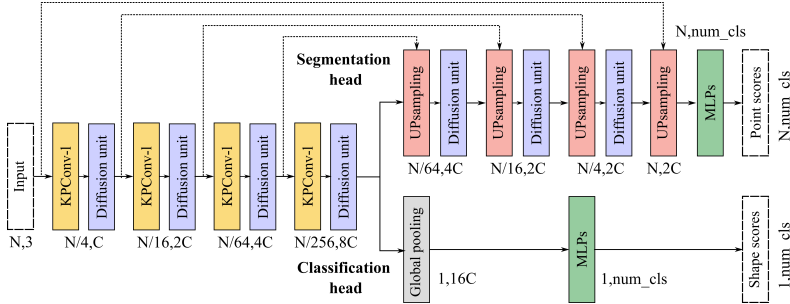 N,num_cls
Segmentation
head
UPsampling
Diffusion unit
UPsampling
Diffusion unit
UPsampling
Diffusion unit
UPsampling
MLPs
Point scores
N.num_cls
N/64,4C
N/16,2C
N/4,2C
N,2C
Input
KPConv-l
Diffusion unit
KPConv-l
Diffusion unit
KPConv-l
Diffusion unit
KPConv-l
Diffusion unit
N,3
N/4,C
N/16,2C
N/64,4C
N/256,8C
Classification
head
Global pooling
1,16C
MLPs
1,num_cls
Shape scores
1.num_cls